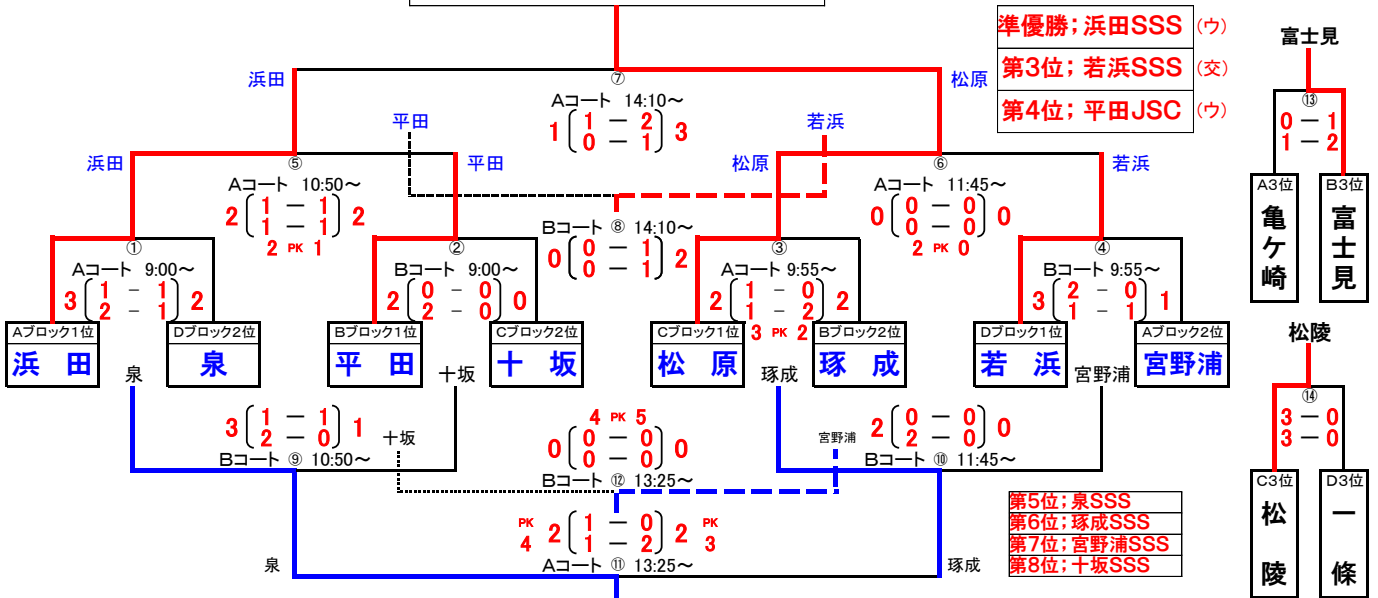 準優勝；浜田SSS (ウ)
第3位；若浜SSS (交)
第4位；平田JSC (ウ)
富士見
浜田 ⑦ 松原
Aコート 14:10～
1 1 － 2 3
0 － 1
平田 若浜
⑬
0 － 1
1 － 2
浜田 ⑤ 平田
Aコート 10:50～
2 1 － 1 2
1 － 1
2 PK 1
松原 ⑥ 若浜
Aコート 11:45～
0 0 － 0 0
0 － 0
2 PK 0
A3位 B3位
亀ケ崎 富士見
Bコート ⑧ 14:10～
0 0 － 1 2
0 － 1
①
Aコート 9:00～
3 1 － 1 2
2 － 1
②
Bコート 9:00～
2 0 － 0 0
2 － 0
③
Aコート 9:55～
2 1 － 0 2
1 － 2
3 PK 2
④
Bコート 9:55～
3 2 － 0 1
1 － 1
Aブロック1位 Dブロック2位 Bブロック1位 Cブロック2位 Cブロック1位 Bブロック2位 Dブロック1位 Aブロック2位
浜 田 泉 平 田 十 坂 松 原 琢 成 若 浜 宮野浦
松陵
泉 十坂 琢成 宮野浦
⑭
3－0
3－0
3 1 － 1 1
2 － 0
Bコート ⑨ 10:50～
十坂
4 PK 5
0 0 － 0 0
0 － 0
Bコート ⑫ 13:25～
宮野浦
2 0 － 0 0
2 － 0
Bコート ⑩ 11:45～
C3位 D3位
松陵 一條
第5位；泉SSS
第6位；琢成SSS
第7位；宮野浦SSS
第8位；十坂SSS
PK 2 1 － 0 2 PK
4 1 － 2 3
Aコート ⑪ 13:25～
泉 琢成